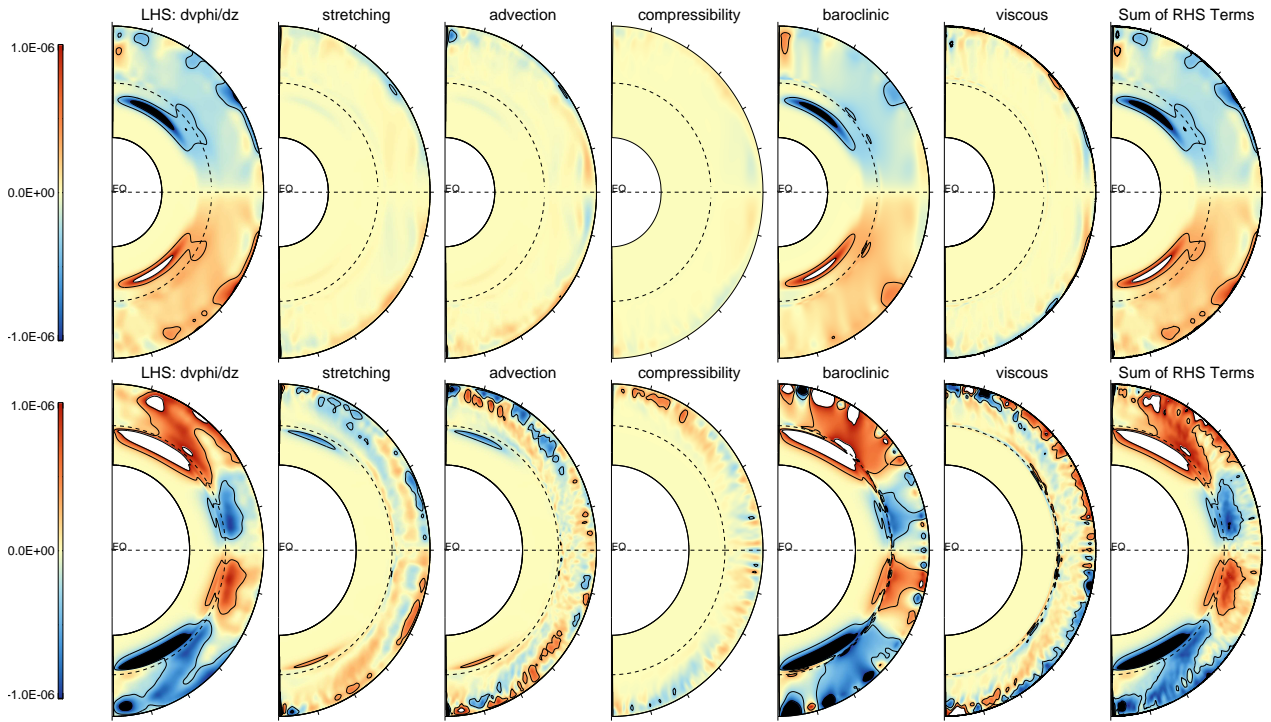 LHS: dvphi/dz stretching advection compressibility baroclinic viscous Sum of RHS Terms
1.0E-06
0.0E+00
EQ EQ EQ EQ EQ EQ EQ
-1.0E-06
LHS: dvphi/dz stretching advection compressibility baroclinic viscous Sum of RHS Terms
1.0E-06
0.0E+00
EQ EQ EQ EQ EQ EQ EQ
-1.0E-06